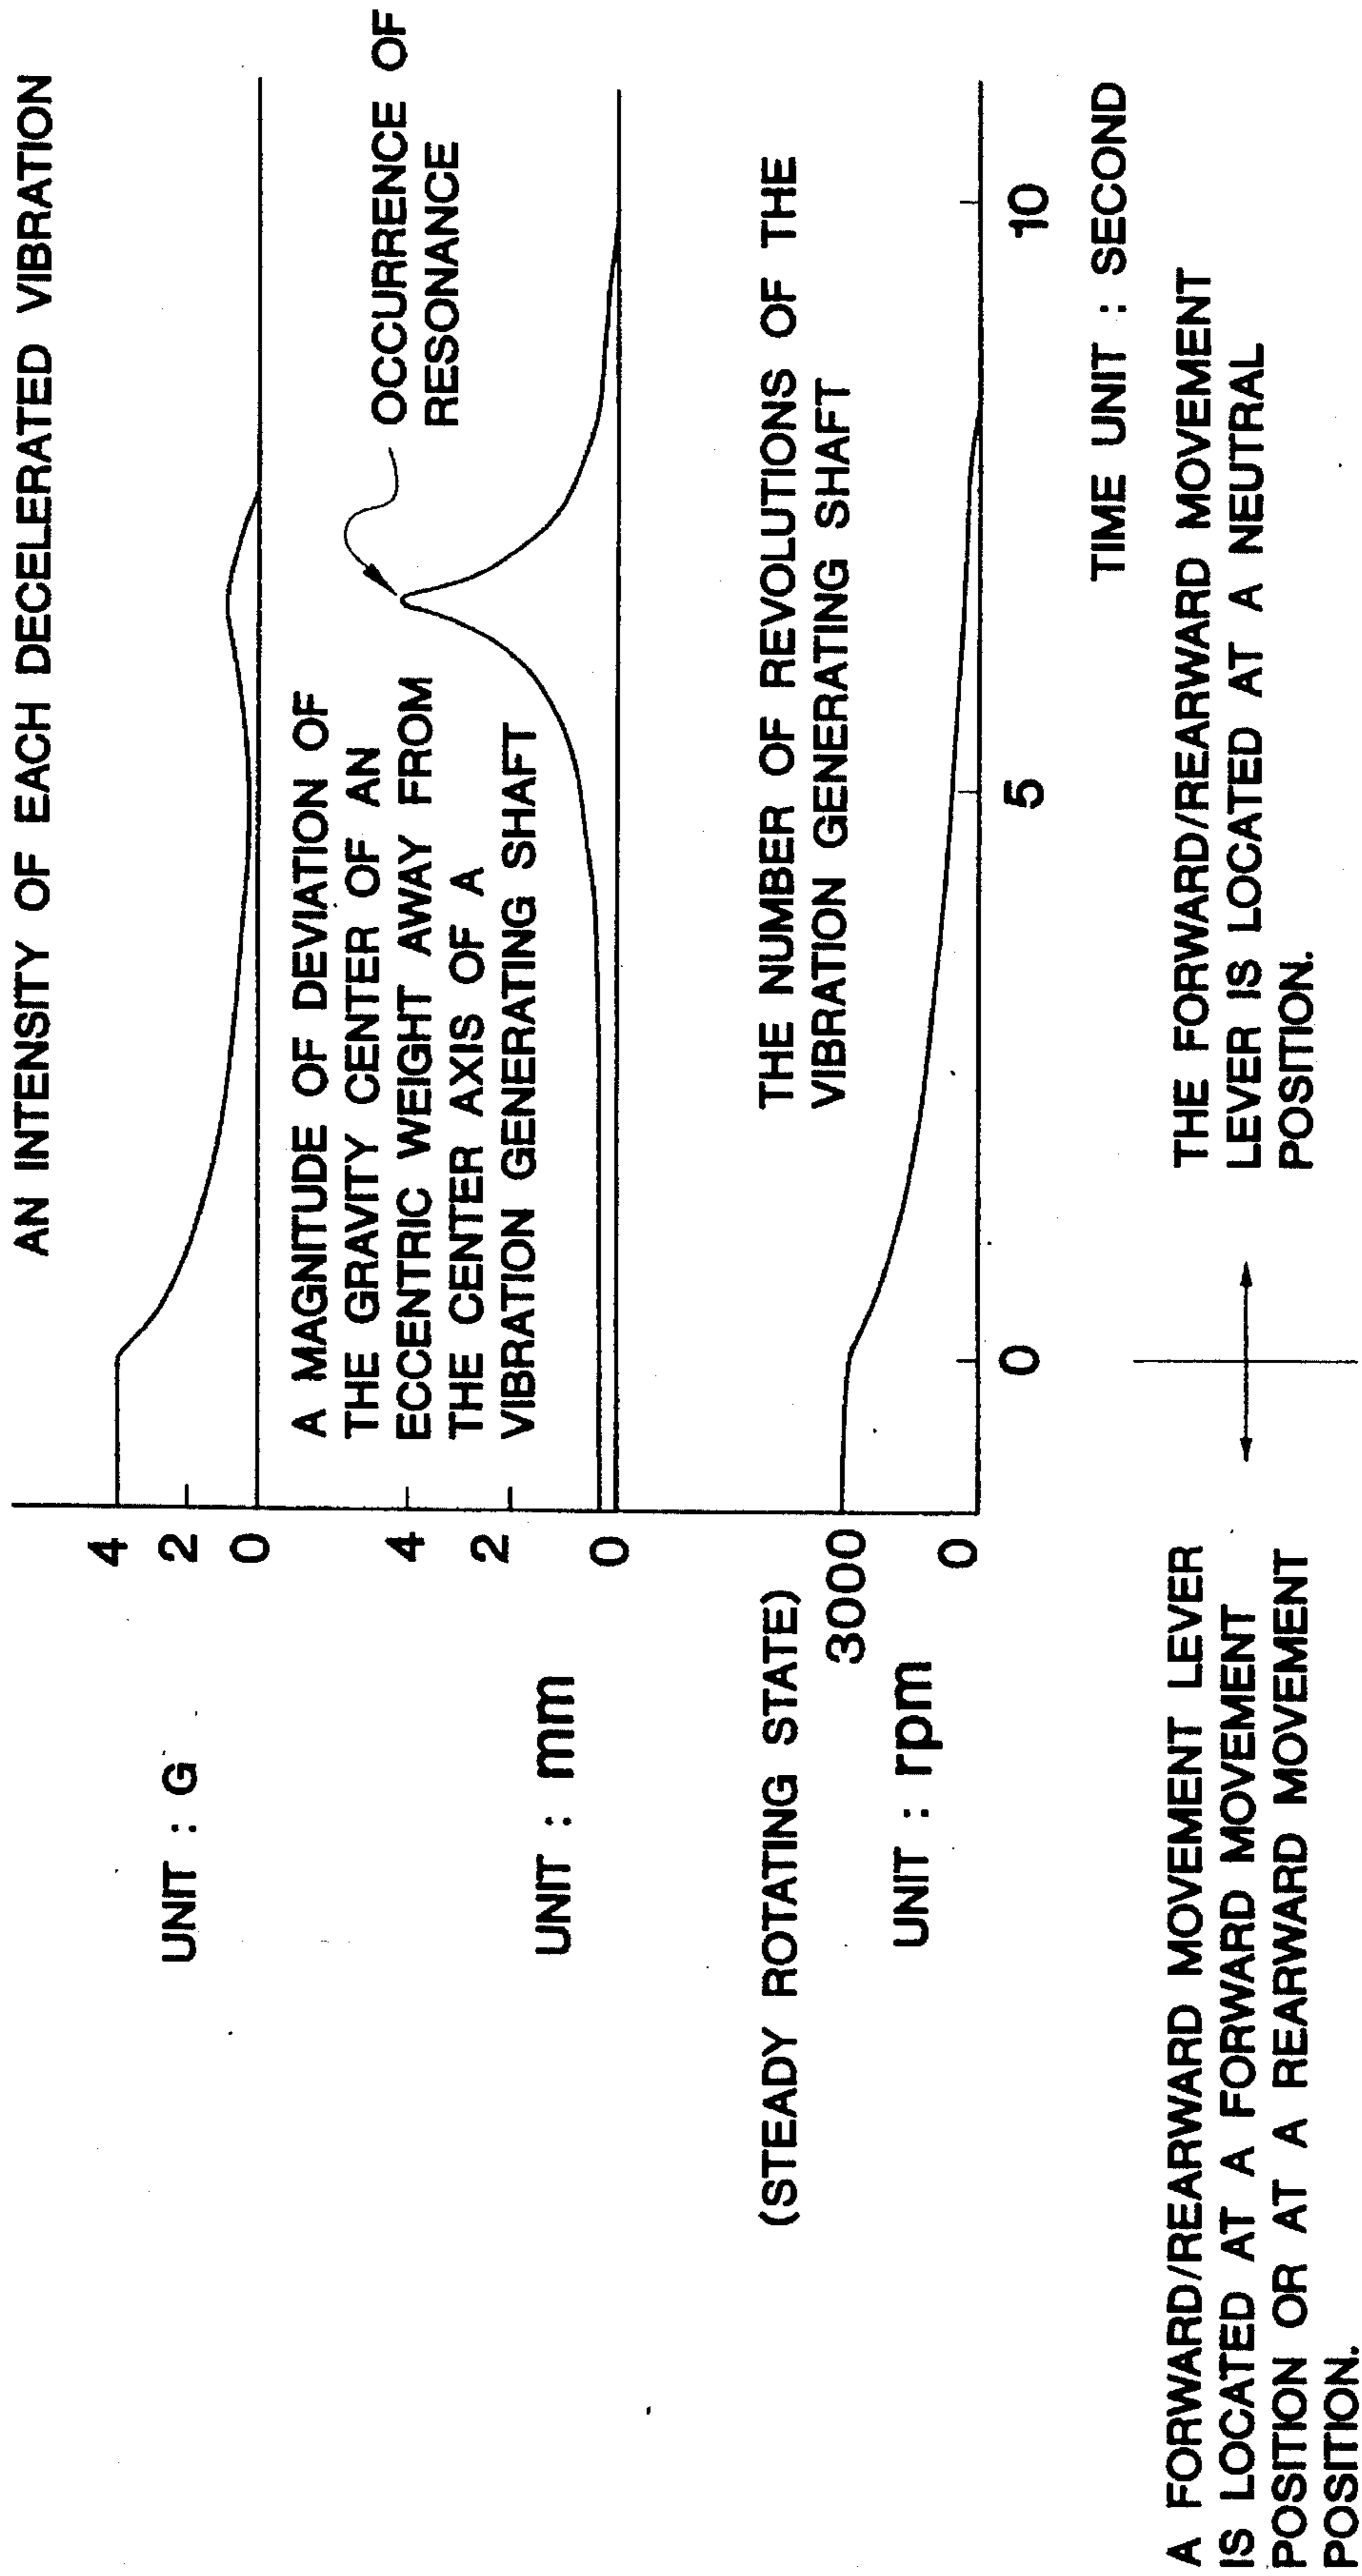 AN INTENSITY OF EACH DECELERATED VIBRATION
4
2
0
UNIT : G
A MAGNITUDE OF DEVIATION OF
THE GRAVITY CENTER OF AN
ECCENTRIC WEIGHT AWAY FROM
THE CENTER AXIS OF A
VIBRATION GENERATING SHAFT
OCCURRENCE OF
RESONANCE
4
2
0
UNIT : mm
THE NUMBER OF REVOLUTIONS OF THE
VIBRATION GENERATING SHAFT
(STEADY ROTATING STATE)
3000
0
UNIT : rpm
0
5
10
TIME UNIT : SECOND
A FORWARD/REARWARD MOVEMENT LEVER
IS LOCATED AT A FORWARD MOVEMENT
POSITION OR AT A REARWARD MOVEMENT
POSITION.
THE FORWARD/REARWARD MOVEMENT
LEVER IS LOCATED AT A NEUTRAL
POSITION.